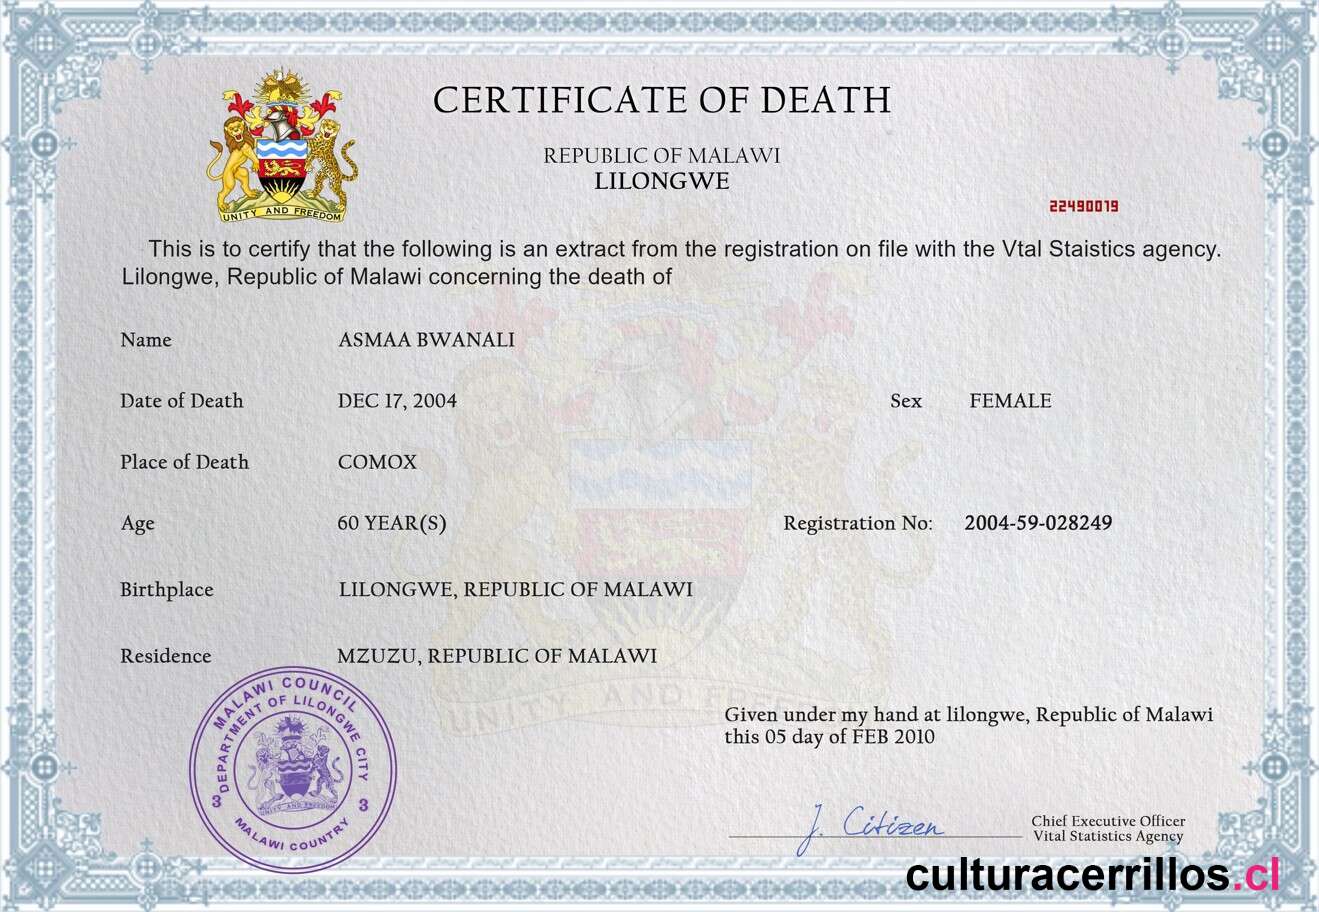 CERTIFICATE OF DEATH
REPUBLIC OF MALAWI
LILONGWE
UNITY AND FREEDOM
22490019
This is to certify that the following is an extract from the registration on file with the Vtal Staistics agency.
Lilongwe, Republic of Malawi concerning the death of
Name ASMAA BWANALI
Date of Death DEC 17, 2004 Sex FEMALE
Place of Death COMOX
Age 60 YEAR(S) Registration No: 2004-59-028249
Birthplace LILONGWE, REPUBLIC OF MALAWI
Residence MZUZU, REPUBLIC OF MALAWI
UNITY AND FREEDOM
MALAWI COUNCIL
DEPARTMENT OF LILONGWE CITY
UNITY AND FREEDOM
3 3
MALAWI COUNTRY
Given under my hand at lilongwe, Republic of Malawi
this 05 day of FEB 2010
J. Citizen
Chief Executive Officer
Vital Statistics Agency
culturacerrillos.cl